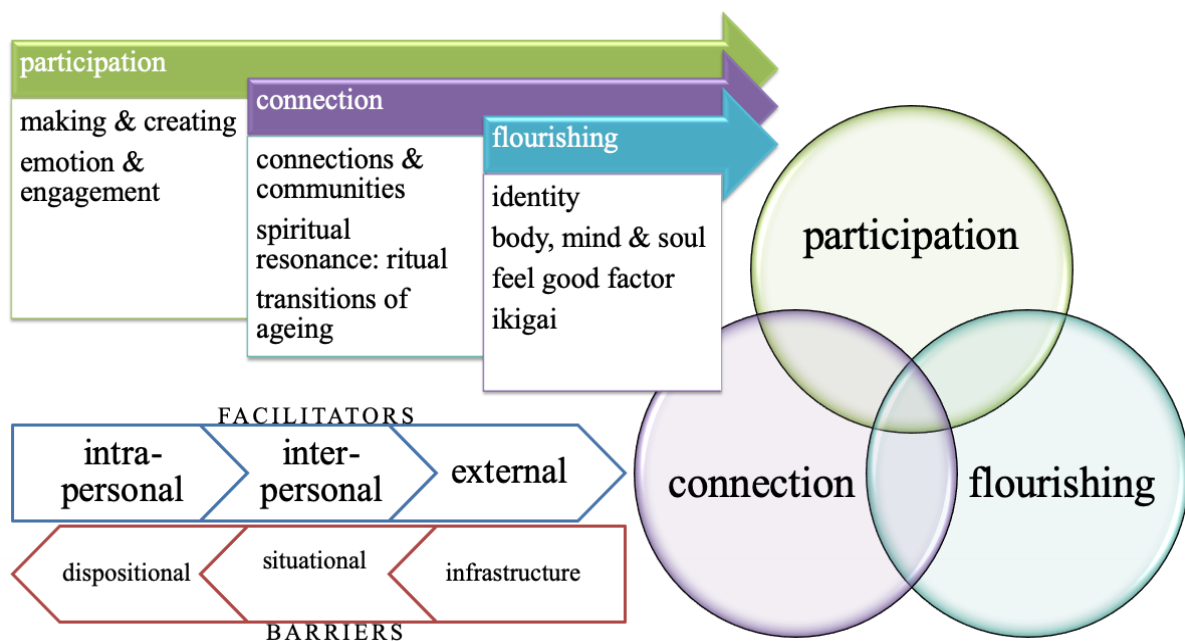 participation
making & creating
emotion &
engagement
connection
connections &
communities
spiritual
resonance: ritual
transitions of
ageing
flourishing
identity
body, mind & soul
feel good factor
ikigai
participation
connection
flourishing
FACILITATORS
intra-
personal
inter-
personal
external
dispositional
situational
infrastructure
BARRIERS